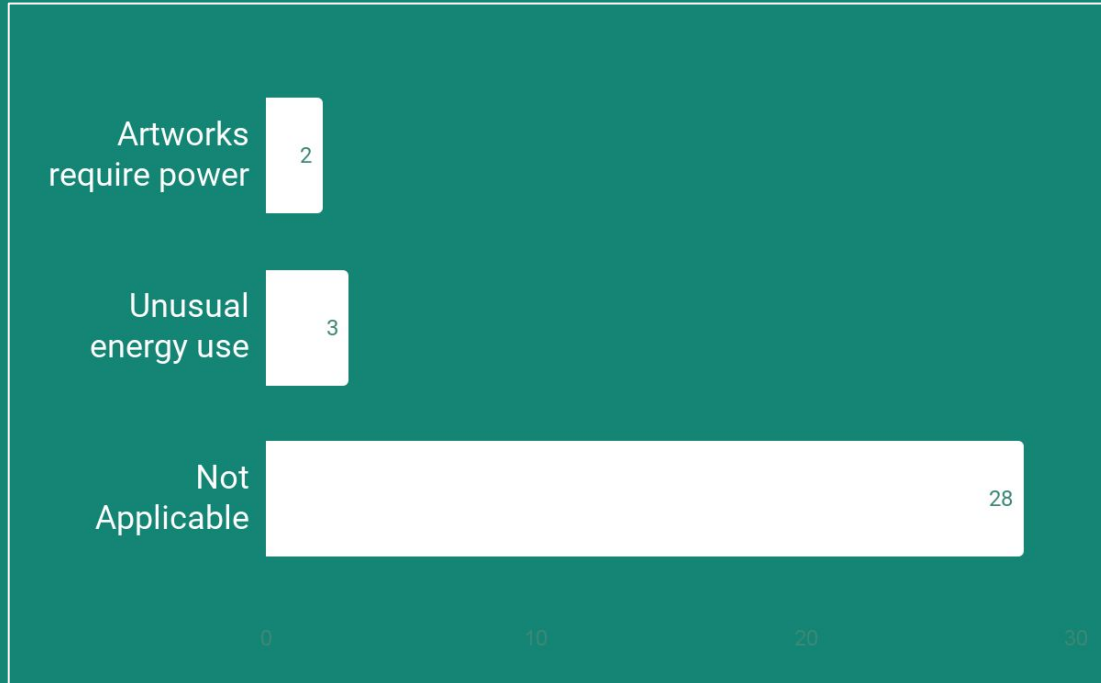 Artworks
require power
2
Unusual
energy use
3
Not
Applicable
28
0 10 20 30